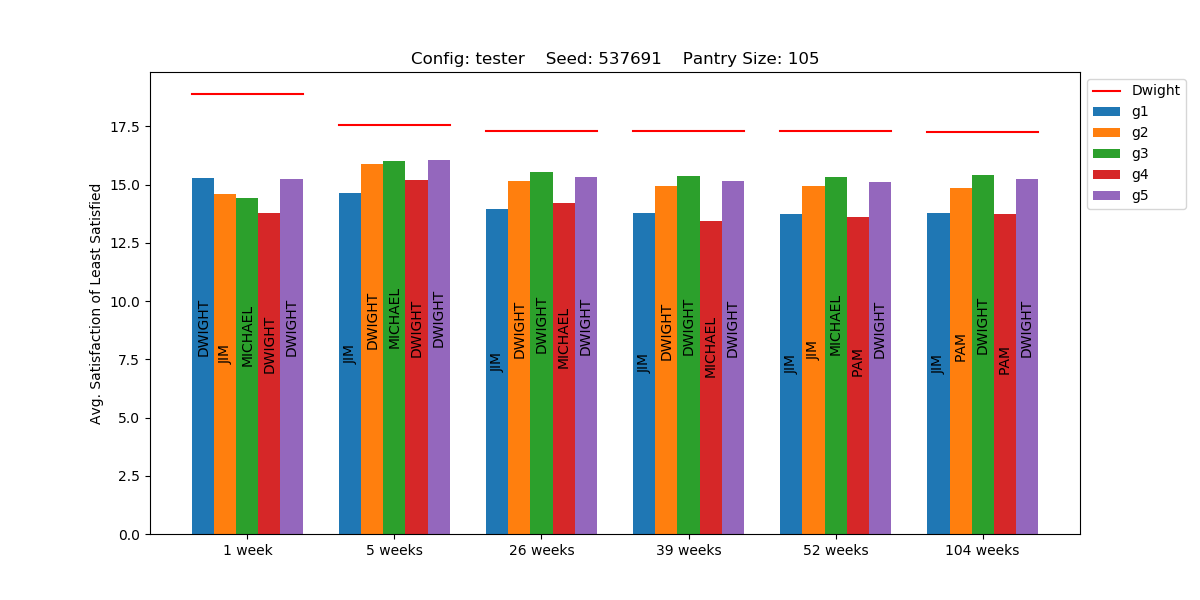 Config: tester    Seed: 537691    Pantry Size: 105
Avg. Satisfaction of Least Satisfied
17.5
15.0
12.5
10.0
7.5
5.0
2.5
0.0
DWIGHT
JIM
MICHAEL
DWIGHT
DWIGHT
JIM
DWIGHT
MICHAEL
DWIGHT
DWIGHT
JIM
DWIGHT
DWIGHT
MICHAEL
DWIGHT
JIM
DWIGHT
DWIGHT
MICHAEL
DWIGHT
JIM
JIM
MICHAEL
PAM
DWIGHT
JIM
PAM
DWIGHT
PAM
DWIGHT
1 week
5 weeks
26 weeks
39 weeks
52 weeks
104 weeks
Dwight
g1
g2
g3
g4
g5